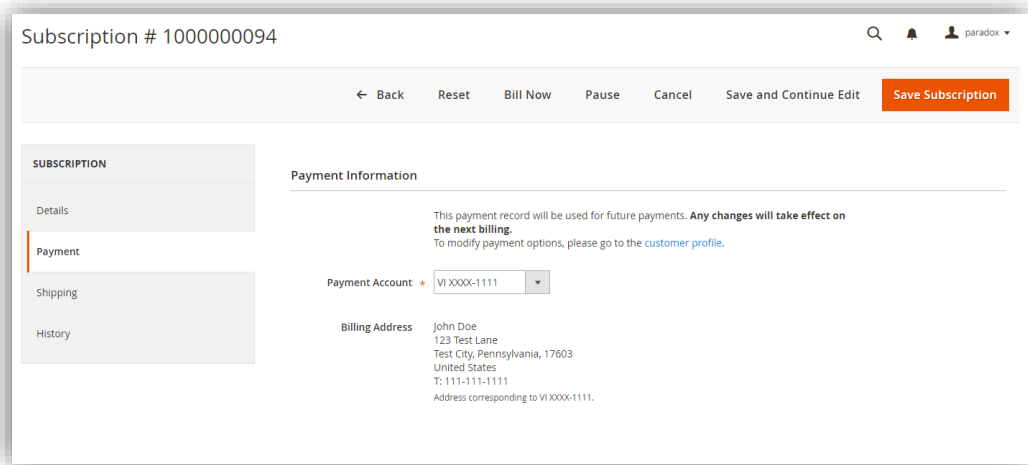 Subscription # 1000000094
paradox
← Back Reset Bill Now Pause Cancel Save and Continue Edit Save Subscription
SUBSCRIPTION
Details
Payment
Shipping
History
Payment Information
This payment record will be used for future payments. Any changes will take effect on
the next billing.
To modify payment options, please go to the customer profile.
Payment Account * VI XXXX-1111
Billing Address John Doe
123 Test Lane
Test City, Pennsylvania, 17603
United States
T: 111-111-1111
Address corresponding to VI XXXX-1111.